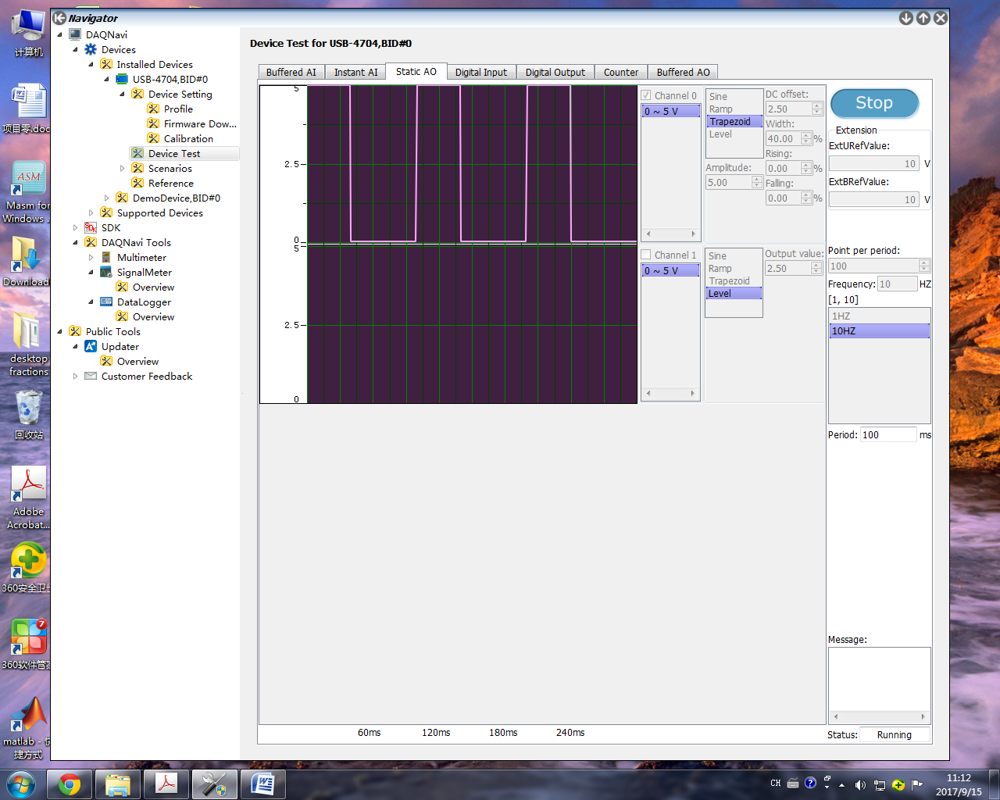 计算机
项目零.doc
ASM
Masm for
Windows .
Download
desktop
fractions
回收站
Adobe
Acrobat...
360安全卫士
7
360软件管家
matlab - 快
捷方式
Navigator
DAQNavi
Devices
Installed Devices
USB-4704,BID#0
Device Setting
Profile
Firmware Dow...
Calibration
Device Test
Scenarios
Reference
DemoDevice,BID#0
Supported Devices
SDK
DAQNavi Tools
Multimeter
SignalMeter
Overview
DataLogger
Overview
Public Tools
Updater
Overview
Customer Feedback
Device Test for USB-4704,BID#0
Buffered AI
Instant AI
Static AO
Digital Input
Digital Output
Counter
Buffered AO
5
2.5
0
5
2.5
0
60ms
120ms
180ms
240ms
Channel 0
0 ~ 5 V
Sine
Ramp
Trapezoid
Level
Amplitude:
5.00
DC offset:
2.50
Width:
40.00 %
Rising:
0.00 %
Falling:
0.00 %
Channel 1
0 ~ 5 V
Sine
Ramp
Trapezoid
Level
Output value:
2.50
Stop
Extension
ExtURefValue:
10 V
ExtBRefValue:
10 V
Point per period:
100
Frequency: 10 HZ
[1, 10]
1HZ
10HZ
Period: 100 ms
Message:
Status: Running
CH
11:12
2017/9/15